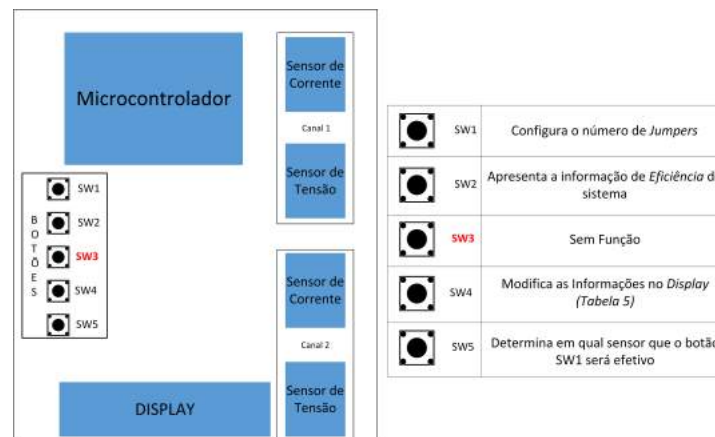 Microcontrolador
Sensor de
Corrente
Canal 1
Sensor de
Tensão
BOTÕES
SW1
SW2
SW3
SW4
SW5
Sensor de
Corrente
Canal 2
Sensor de
Tensão
DISPLAY
SW1 Configura o número de Jumpers
SW2 Apresenta a informação de Eficiência d
sistema
SW3 Sem Função
SW4 Modifica as Informações no Display
(Tabela 5)
SW5 Determina em qual sensor que o botã
SW1 será efetivo